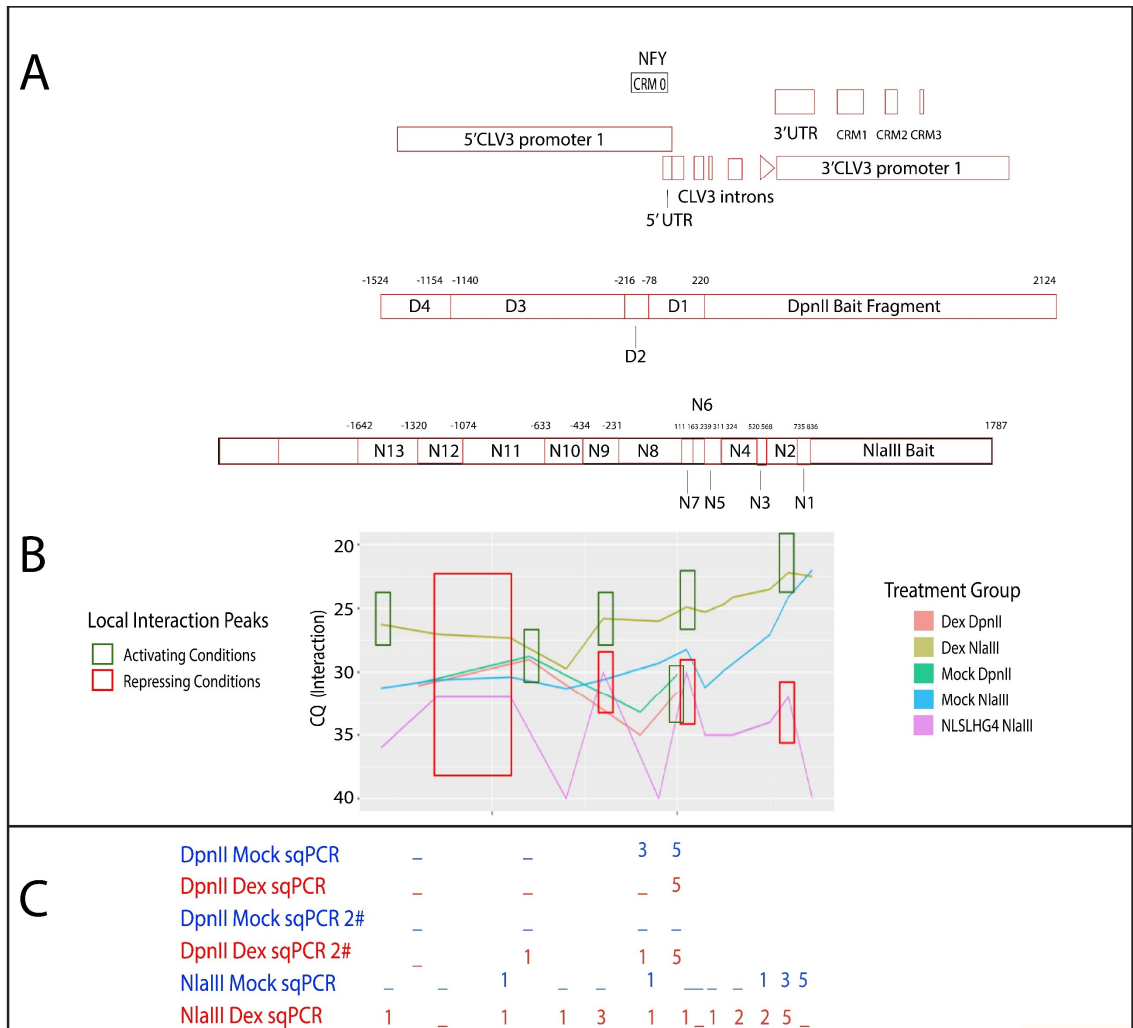 A
NFY
CRM 0
5'CLV3 promoter 1
3'UTR CRM1 CRM2 CRM3
3'CLV3 promoter 1
CLV3 introns
5' UTR
-1524 -1154 -1140 -216 -78 220 2124
D4 D3 D1 DpnII Bait Fragment
D2
N6
-1642 -1320 -1074 -633 -434 -231 111 163 239 311 324 520 568 735 836 1787
N13 N12 N11 N10 N9 N8 N4 N2 NlaIII Bait
N7 N5 N3 N1
B
Local Interaction Peaks
Activating Conditions
Repressing Conditions
CQ (Interaction)
20
25
30
35
40
Treatment Group
Dex DpnII
Dex NlaIII
Mock DpnII
Mock NlaIII
NLSLHG4 NlaIII
C
DpnII Mock sqPCR _ _ 3 5
DpnII Dex sqPCR _ _ _ 5
DpnII Mock sqPCR 2# _ _ _ _
DpnII Dex sqPCR 2# _ 1 1 5
NlaIII Mock sqPCR _ _ 1 _ _ 1 __ _ _ 1 3 5
NlaIII Dex sqPCR 1 _ 1 1 3 1 1 _ 1 2 2 5 _